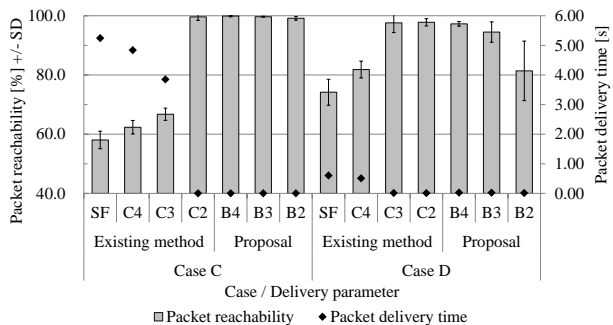 Packet reachability [%] +/- SD
100.0
80.0
60.0
40.0
6.00
5.00
4.00
3.00
2.00
1.00
0.00
Packet delivery time [s]
SF C4 C3 C2 B4 B3 B2 SF C4 C3 C2 B4 B3 B2
Existing method Proposal Existing method Proposal
Case C Case D
Case / Delivery parameter
Packet reachability Packet delivery time